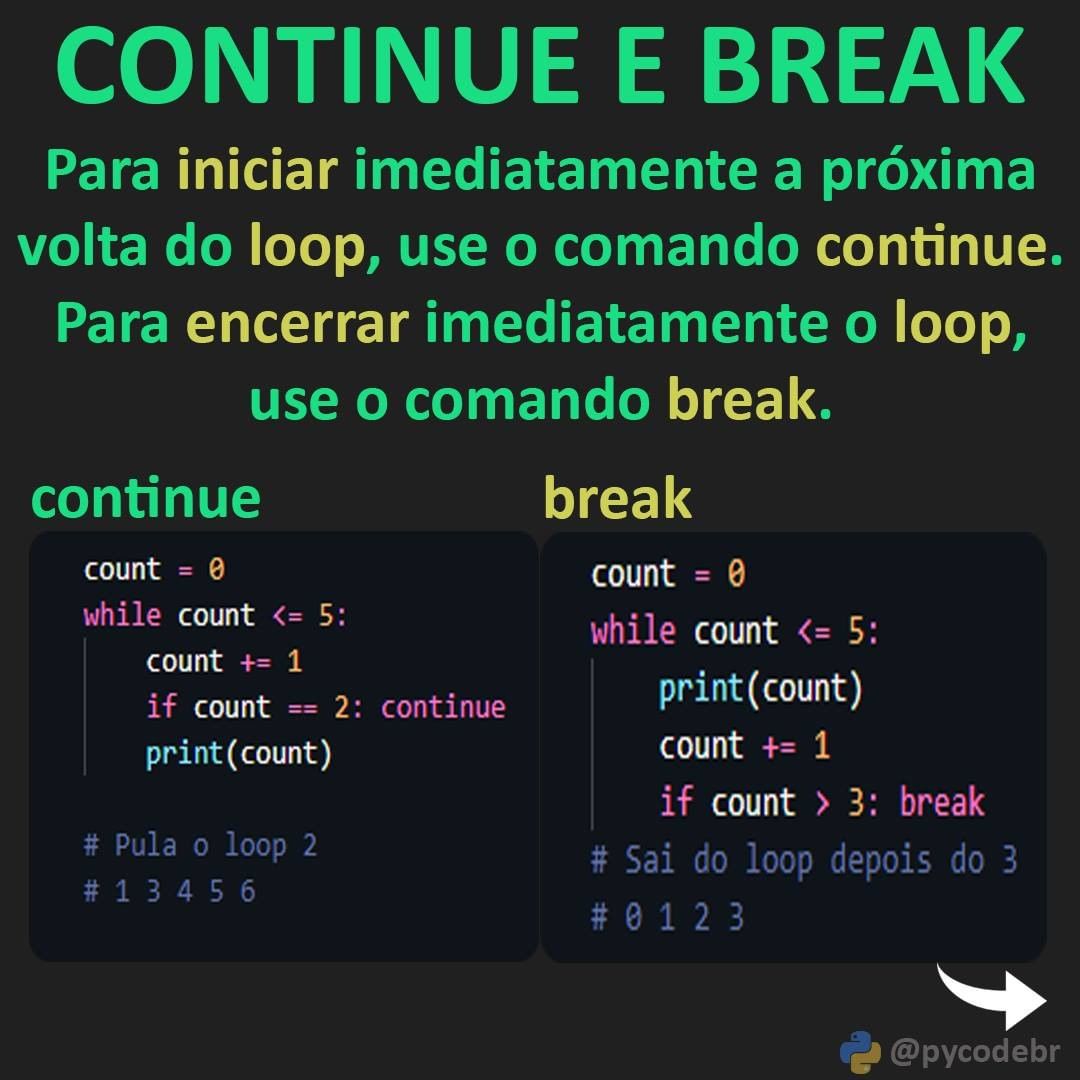 CONTINUE E BREAK
Para iniciar imediatamente a próxima
volta do loop, use o comando continue.
Para encerrar imediatamente o loop,
use o comando break.
continue
count = 0
while count <= 5:
    count += 1
    if count == 2: continue
    print(count)
# Pula o loop 2
# 1 3 4 5 6
break
count = 0
while count <= 5:
    print(count)
    count += 1
    if count > 3: break
# Sai do loop depois do 3
# 0 1 2 3
@pycodebr